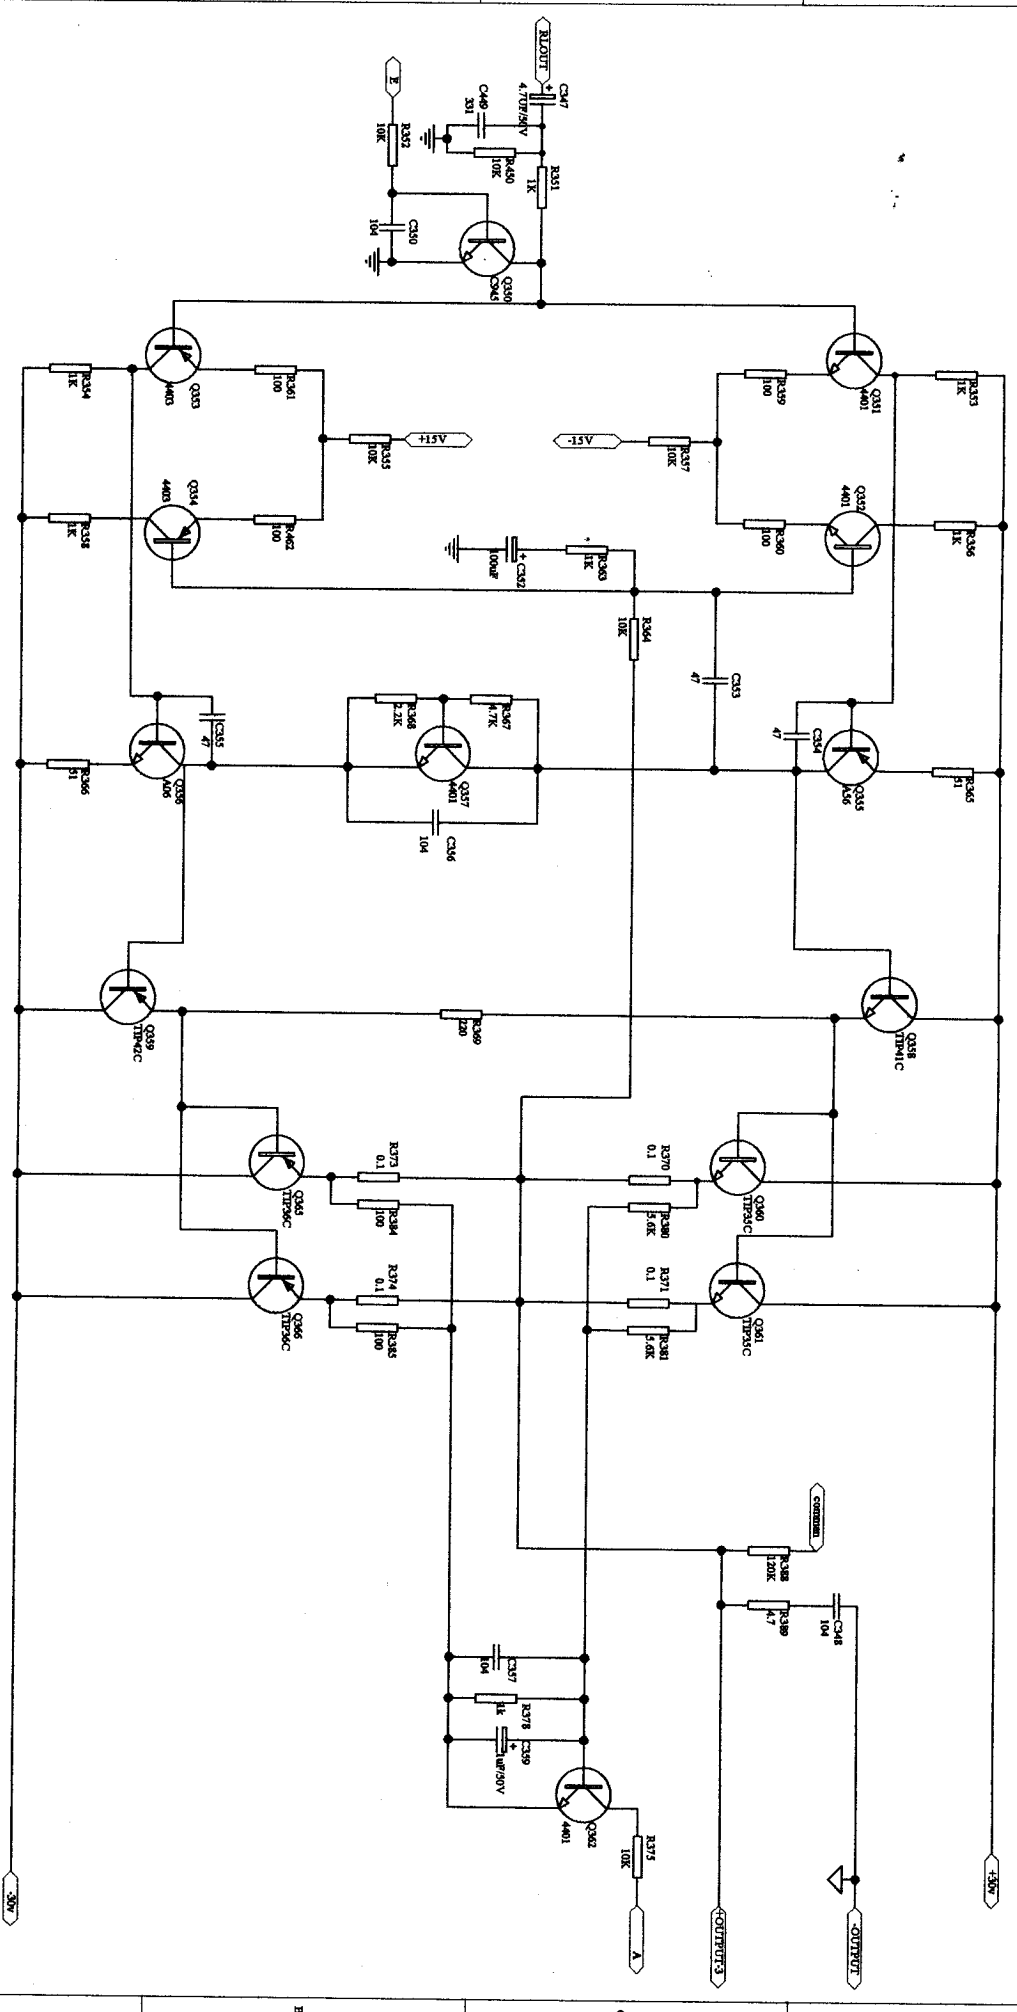 RLOUT
C347
4.7UF/50V
E
C449
331
R352
10K
R450
10K
R351
1K
C350
104
Q350
C945
Q353
4403
R354
1K
R361
100
R355
10K
+15V
-15V
R357
10K
R359
100
Q351
4401
R353
1K
Q354
4403
R358
1K
R462
100
C352
100uF
+
R363
1K
*
R360
100
Q352
4401
R356
1K
R364
10K
C353
47
C355
47
R368
2.2K
R367
4.7K
C354
47
R366
51
A06
Q357
4401
Q355
A56
R365
51
C356
104
Q359
TIP42C
R369
220
Q358
TIP41C
R373
0.1
R370
0.1
Q365
TIP36C
R384
100
R380
5.6K
Q360
TIP35C
R374
0.1
R371
0.1
Q366
TIP36C
R385
100
R381
5.6K
Q361
TIP35C
common
R388
120K
R389
4.7
C348
104
C357
104
R378
1k
C359
1uF/50V
+
Q362
4401
R375
10K
A
+OUTPUT-3
-OUTPUT
+30v
-30v